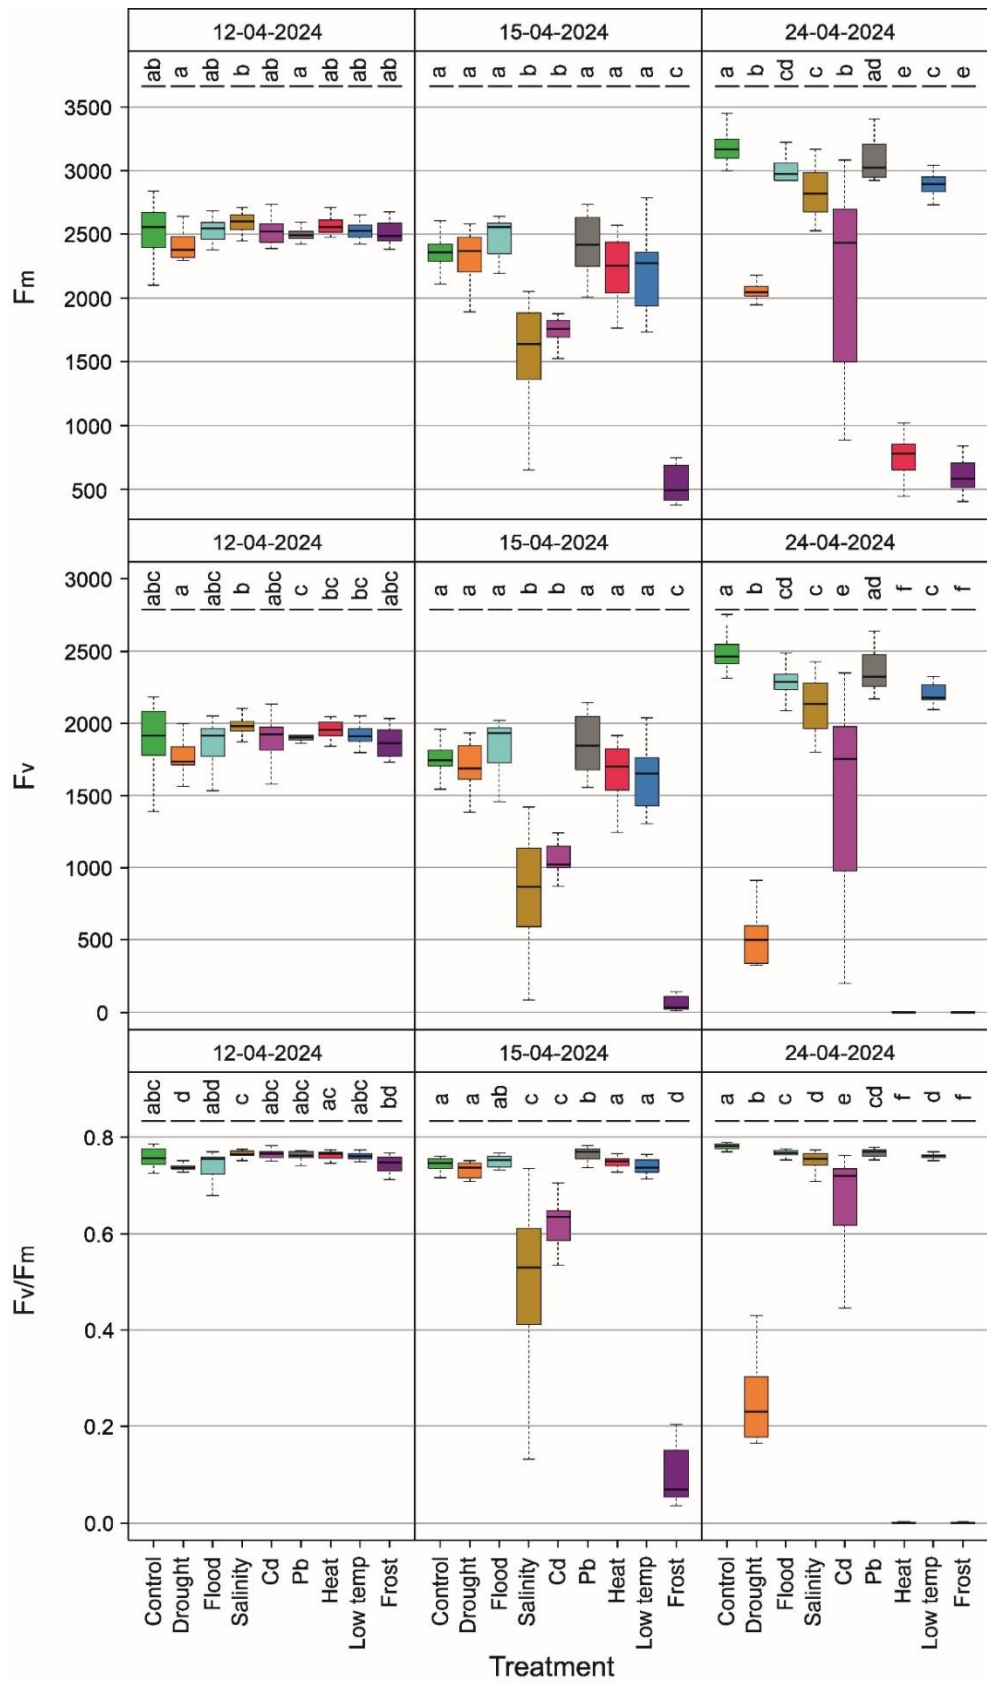 12-04-2024 15-04-2024 24-04-2024
ab a ab b ab a ab ab ab a a a b b a a a c a b cd c b ad e c e
3500
3000
2500
2000
1500
1000
500
Fm
12-04-2024 15-04-2024 24-04-2024
abc a abc b abc c bc bc abc a a a b b a a a c a b cd c e ad f c f
3000
2500
2000
1500
1000
500
0
Fv
12-04-2024 15-04-2024 24-04-2024
abc d abd c abc abc ac abc bd a a ab c c b a a d a b c d e cd f d f
0.8
0.6
0.4
0.2
0.0
Fv/Fm
Control Drought Flood Salinity Cd Pb Heat Low temp Frost Control Drought Flood Salinity Cd Pb Heat Low temp Frost Control Drought Flood Salinity Cd Pb Heat Low temp Frost
Treatment